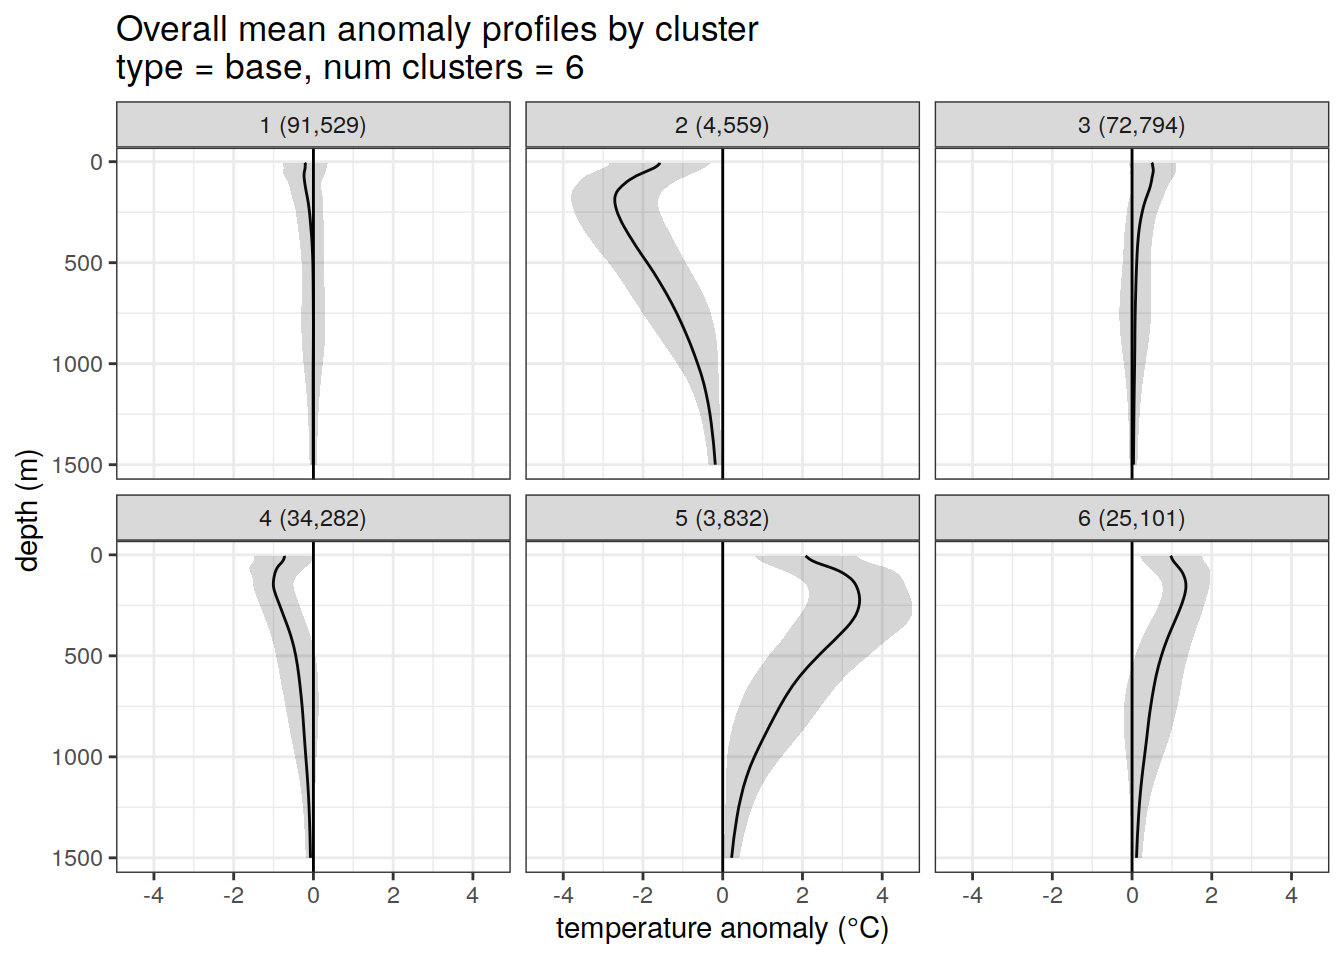 Overall mean anomaly profiles by cluster
type = base, num clusters = 6
1 (91,529)
2 (4,559)
3 (72,794)
0
500
1000
1500
4 (34,282)
5 (3,832)
6 (25,101)
0
500
1000
1500
-4 -2 0 2 4
-4 -2 0 2 4
-4 -2 0 2 4
temperature anomaly (°C)
depth (m)